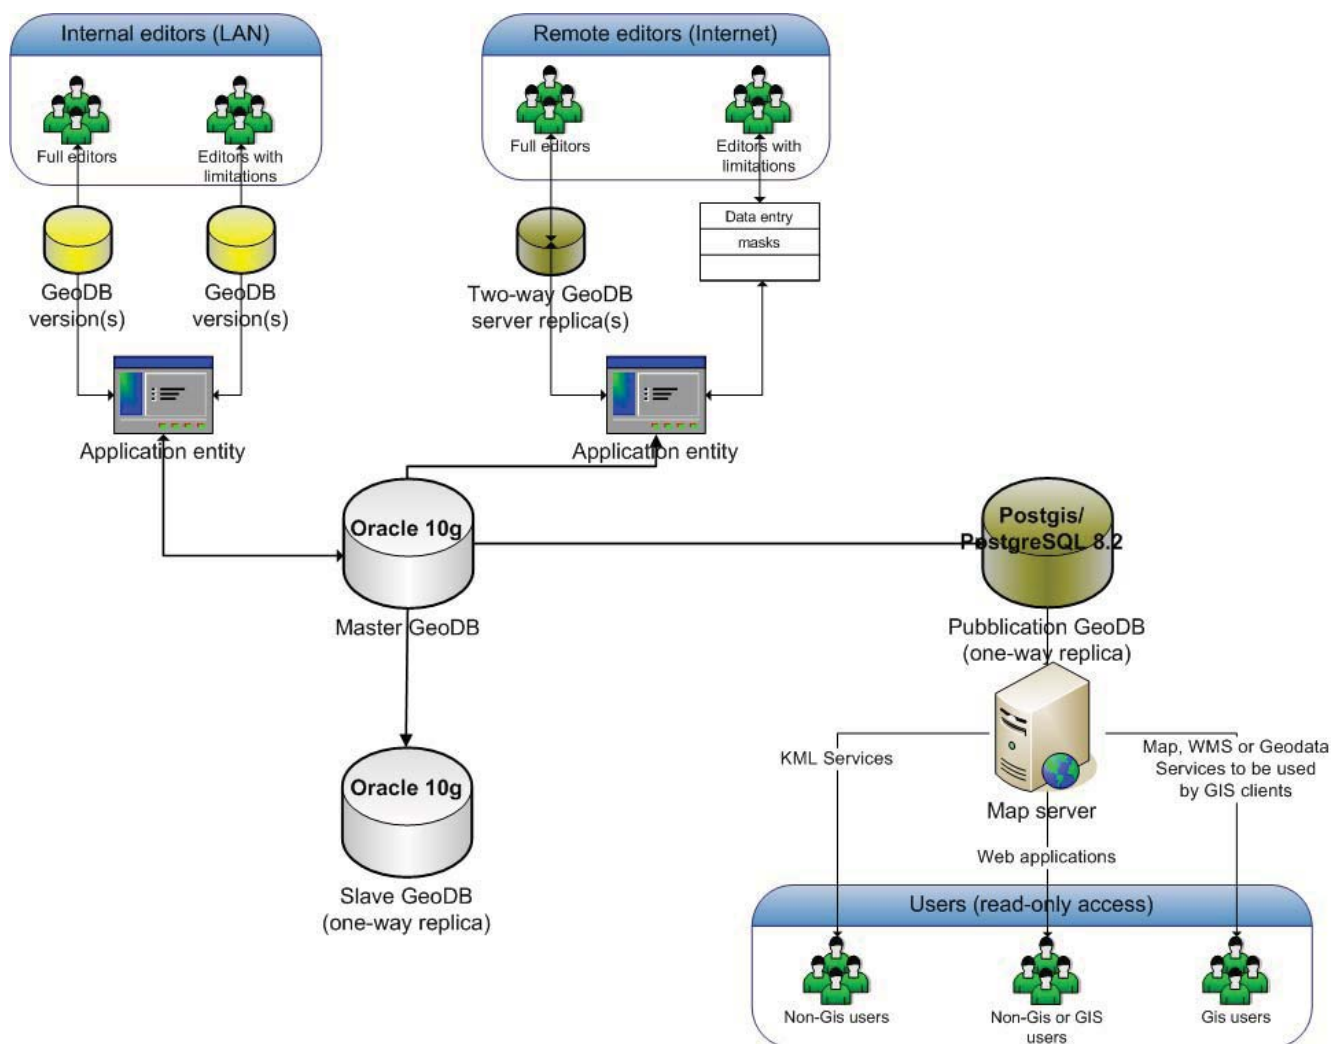 Internal editors (LAN)
Full editors
Editors with
limitations
GeoDB
version(s)
GeoDB
version(s)
Application entity
Remote editors (Internet)
Full editors
Editors with
limitations
Data entry
masks
Two-way GeoDB
server replica(s)
Application entity
Oracle 10g
Master GeoDB
Postgis/
PostgreSQL 8.2
Pubblication GeoDB
(one-way replica)
Oracle 10g
Slave GeoDB
(one-way replica)
KML Services
Map server
Map, WMS or Geodata
Services to be used
by GIS clients
Web applications
Users (read-only access)
Non-Gis users
Non-Gis or GIS
users
Gis users